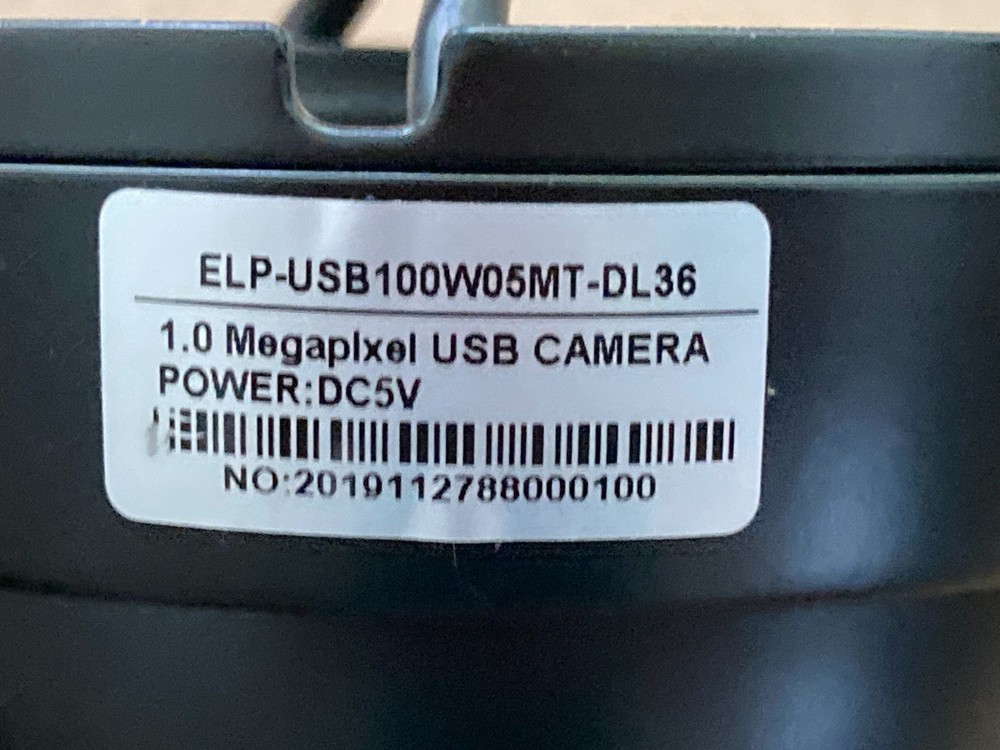 ELP-USB100W05MT-DL36
1.0 Megapixel USB CAMERA
POWER:DC5V
NO:2019112788000100